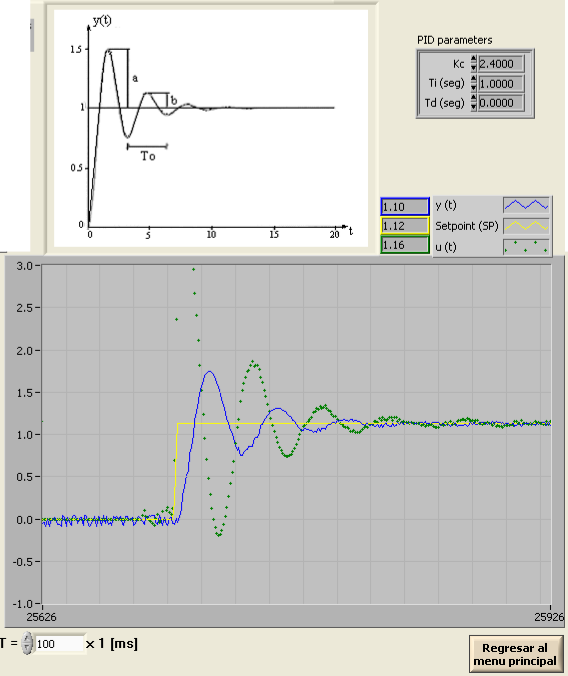 y(t)
1.5
a
b
1
To
0.5
0
0
5
10
15
20
t
PID parameters
Kc 2.4000
Ti (seg) 1.0000
Td (seg) 0.0000
1.10 y (t)
1.12 Setpoint (SP)
1.16 u (t)
3.0
2.5
2.0
1.5
1.0
0.5
0.0
-0.5
-1.0
25626
25926
T = 100 x 1 [ms]
Regresar al
menu principal